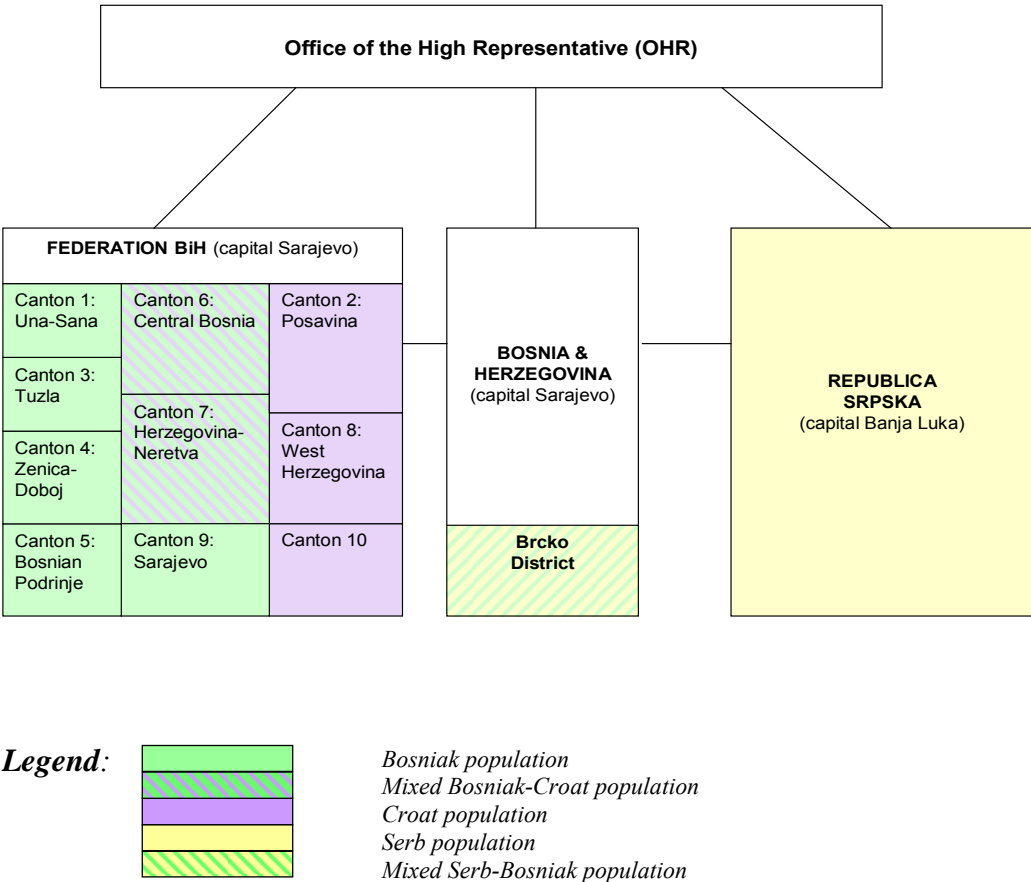 Office of the High Representative (OHR)
FEDERATION BiH (capital Sarajevo)
Canton 1:
Una-Sana
Canton 3:
Tuzla
Canton 4:
Zenica-
Doboj
Canton 5:
Bosnian
Podrinje
Canton 6:
Central Bosnia
Canton 7:
Herzegovina-
Neretva
Canton 9:
Sarajevo
Canton 2:
Posavina
Canton 8:
West
Herzegovina
Canton 10
BOSNIA &
HERZEGOVINA
(capital Sarajevo)
Brcko
District
REPUBLICA
SRPSKA
(capital Banja Luka)
Legend:
Bosniak population
Mixed Bosniak-Croat population
Croat population
Serb population
Mixed Serb-Bosniak population